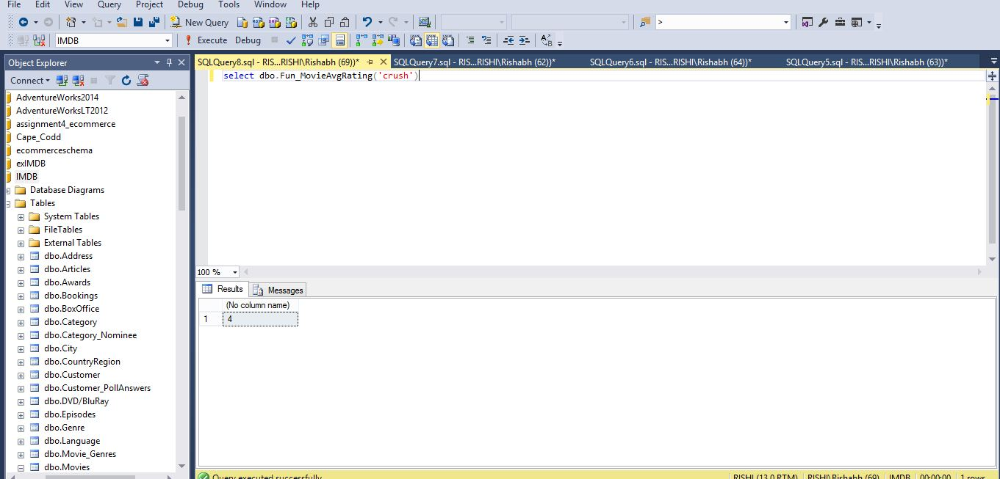 File Edit View Query Project Debug Tools Window Help
New Query >
IMDB Execute Debug
Object Explorer
SQLQuery8.sql - RIS...RISHI\Rishabh (69))* SQLQuery7.sql - RIS...RISHI\Rishabh (62))* SQLQuery6.sql - RIS...RISHI\Rishabh (64))* SQLQuery5.sql - RIS...RISHI\Rishabh (63))*
Connect
select dbo.Fun_MovieAvgRating('crush')
AdventureWorks2014
AdventureWorksLT2012
assignment4_ecommerce
Cape_Codd
ecommerceschema
exIMDB
IMDB
Database Diagrams
Tables
System Tables
FileTables
External Tables
dbo.Address
dbo.Articles
dbo.Awards
dbo.Bookings
dbo.BoxOffice
dbo.Category
dbo.Category_Nominee
dbo.City
dbo.CountryRegion
dbo.Customer
dbo.Customer_PollAnswers
dbo.DVD/BluRay
dbo.Episodes
dbo.Genre
dbo.Language
dbo.Movie_Genres
dbo.Movies
100 %
Results Messages
(No column name)
1 4
Query executed successfully. RISHI (13.0 RTM) RISHI\Rishabh (69) IMDB 00:00:00 1 rows